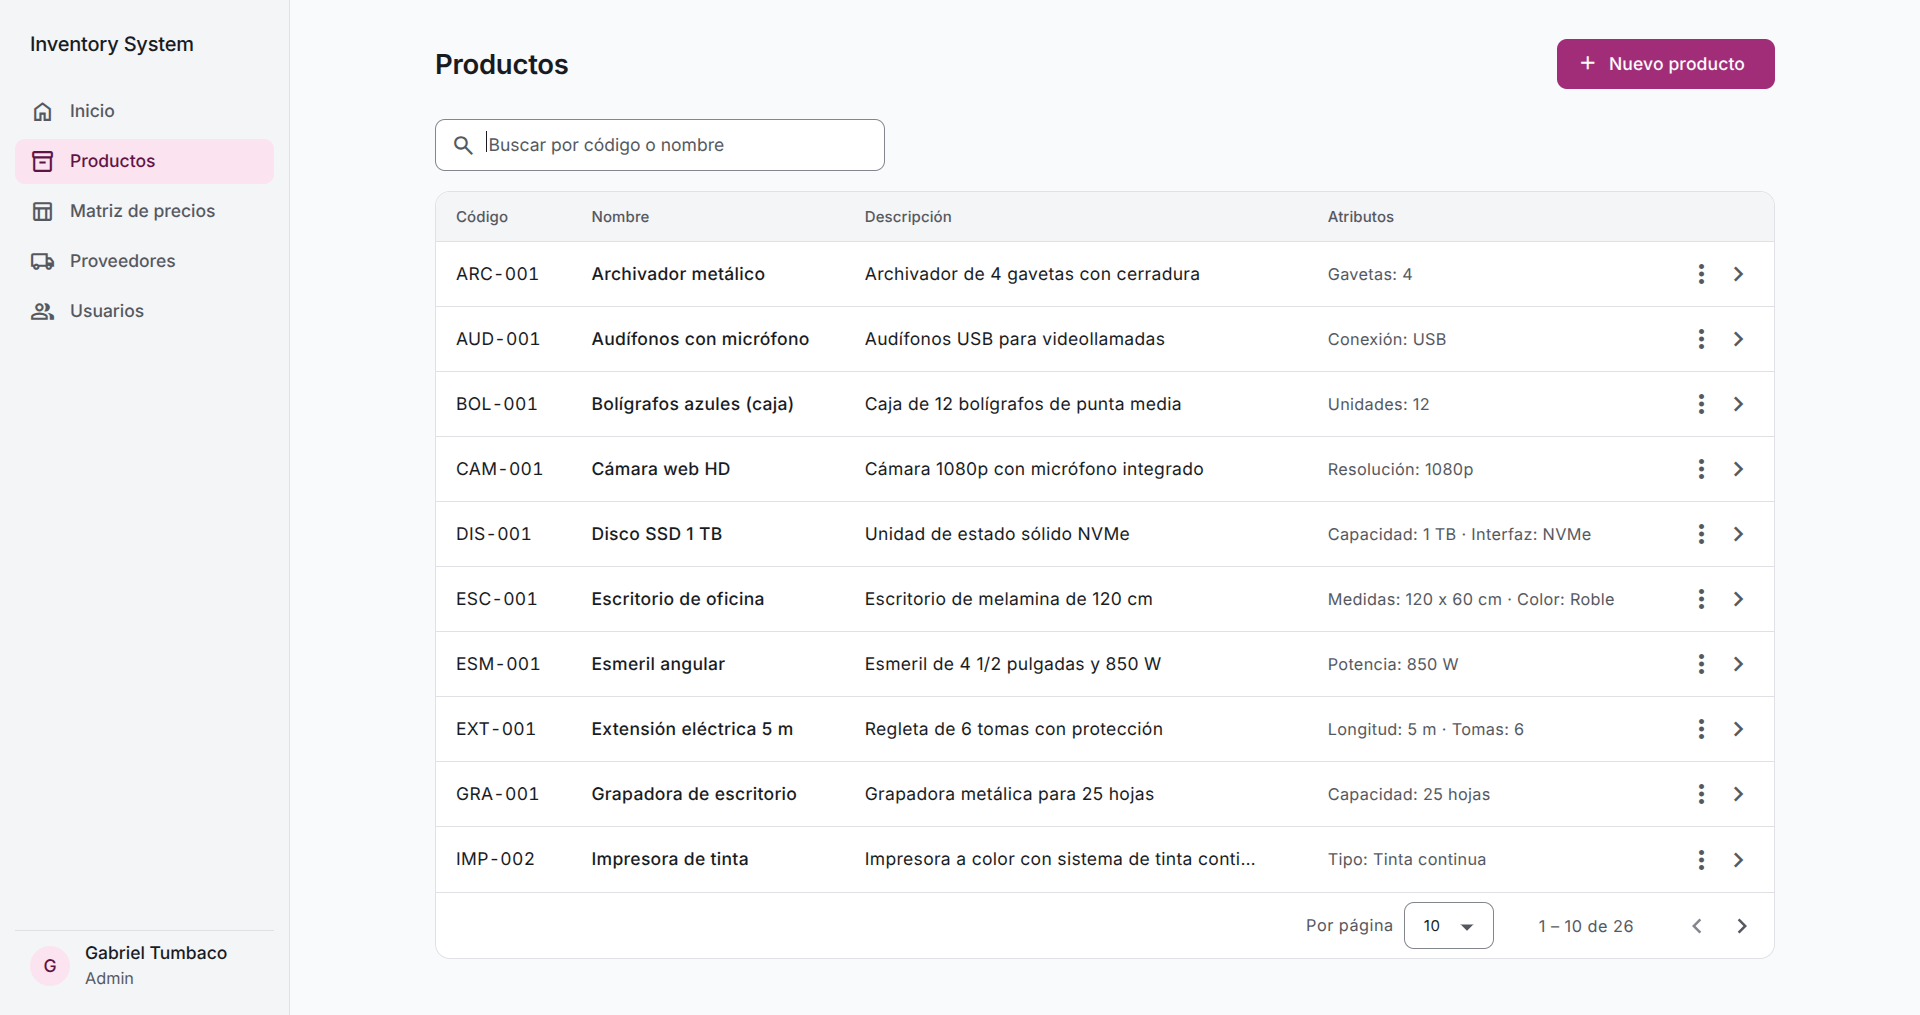 Inventory System
Inicio
Productos
Matriz de precios
Proveedores
Usuarios
Gabriel Tumbaco
G
Admin
Productos
+ Nuevo producto
Buscar por código o nombre
Código Nombre Descripción Atributos
ARC-001 Archivador metálico Archivador de 4 gavetas con cerradura Gavetas: 4
AUD-001 Audífonos con micrófono Audífonos USB para videollamadas Conexión: USB
BOL-001 Bolígrafos azules (caja) Caja de 12 bolígrafos de punta media Unidades: 12
CAM-001 Cámara web HD Cámara 1080p con micrófono integrado Resolución: 1080p
DIS-001 Disco SSD 1 TB Unidad de estado sólido NVMe Capacidad: 1 TB · Interfaz: NVMe
ESC-001 Escritorio de oficina Escritorio de melamina de 120 cm Medidas: 120 x 60 cm · Color: Roble
ESM-001 Esmeril angular Esmeril de 4 1/2 pulgadas y 850 W Potencia: 850 W
EXT-001 Extensión eléctrica 5 m Regleta de 6 tomas con protección Longitud: 5 m · Tomas: 6
GRA-001 Grapadora de escritorio Grapadora metálica para 25 hojas Capacidad: 25 hojas
IMP-002 Impresora de tinta Impresora a color con sistema de tinta conti... Tipo: Tinta continua
Por página 10 1 – 10 de 26